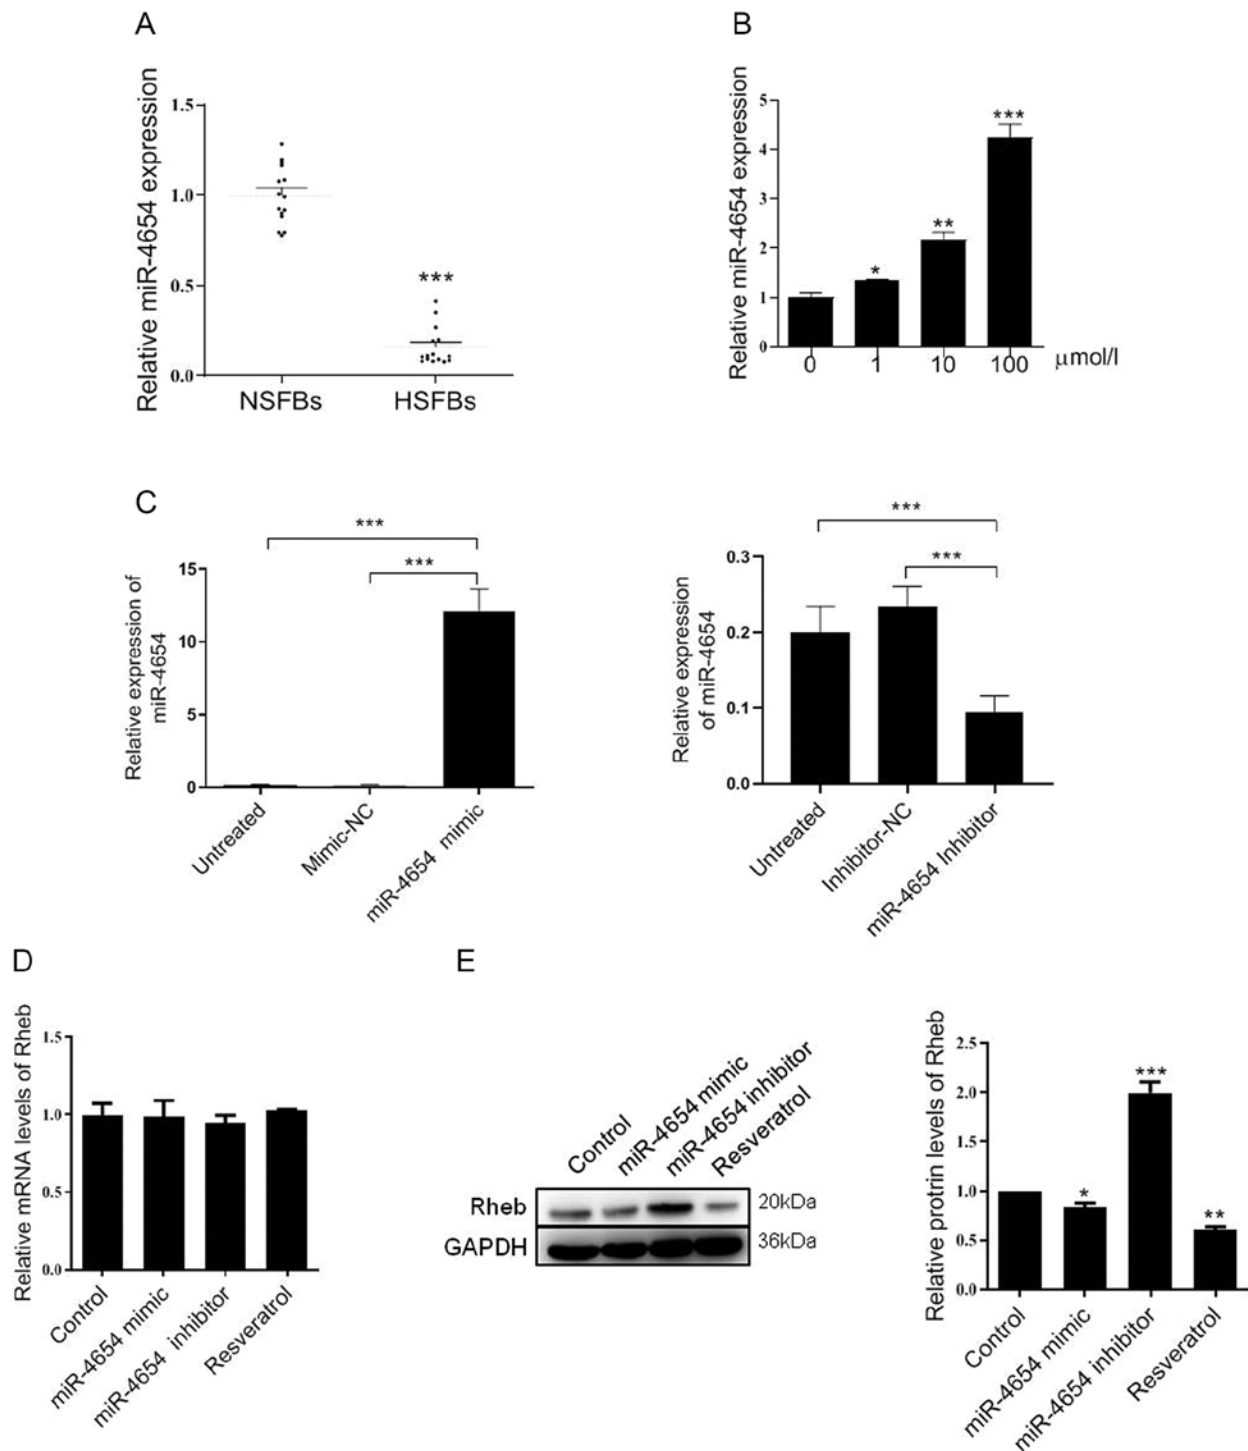 A
Relative miR-4654 expression
1.5
1.0
0.5
0.0
***
NSFBs
HSFBs
B
Relative miR-4654 expression
5
4
3
2
1
0
*
**
***
0
1
10
100
μmol/l
C
Relative expression of
miR-4654
15
10
5
0
***
***
Untreated
Mimic-NC
miR-4654 mimic
Relative expression
of miR-4654
0.3
0.2
0.1
0.0
***
***
Untreated
Inhibitor-NC
miR-4654 Inhibitor
D
Relative mRNA levels of Rheb
1.5
1.0
0.5
0.0
Control
miR-4654 mimic
miR-4654 inhibitor
Resveratrol
E
Control
miR-4654 mimic
miR-4654 inhibitor
Resveratrol
Rheb
20kDa
GAPDH
36kDa
Relative protrin levels of Rheb
2.5
2.0
1.5
1.0
0.5
0.0
*
***
**
Control
miR-4654 mimic
miR-4654 inhibitor
Resveratrol